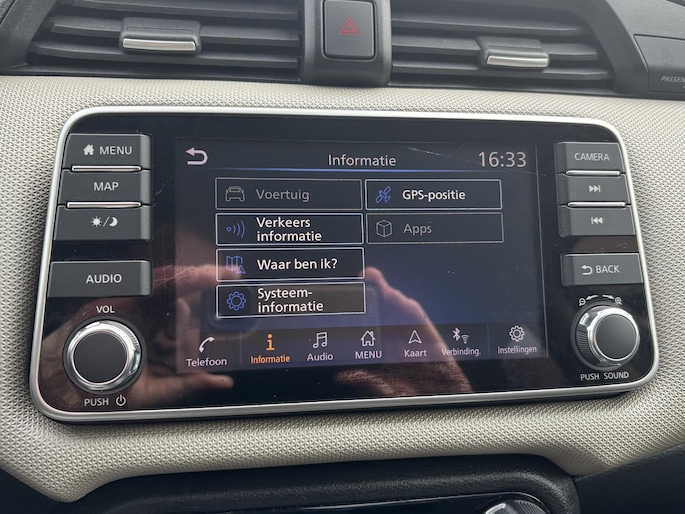 PASSEN
MENU
MAP
AUDIO
VOL
PUSH
Informatie
16:33
Voertuig
GPS-positie
Verkeers
informatie
Apps
Waar ben ik?
Systeem-
informatie
Telefoon
Informatie
Audio
MENU
Kaart
Verbinding.
Instellingen
CAMERA
BACK
PUSH SOUND